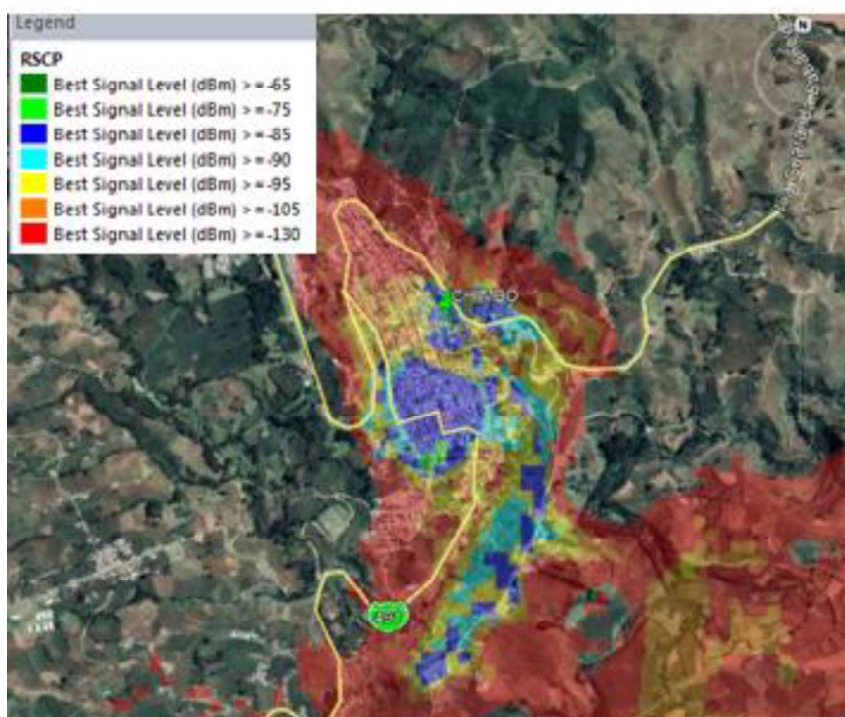 Legend
RSCP
Best Signal Level (dBm) >=-65
Best Signal Level (dBm) >=-75
Best Signal Level (dBm) >=-85
Best Signal Level (dBm) >=-90
Best Signal Level (dBm) >=-95
Best Signal Level (dBm) >=-105
Best Signal Level (dBm) >=-130
N